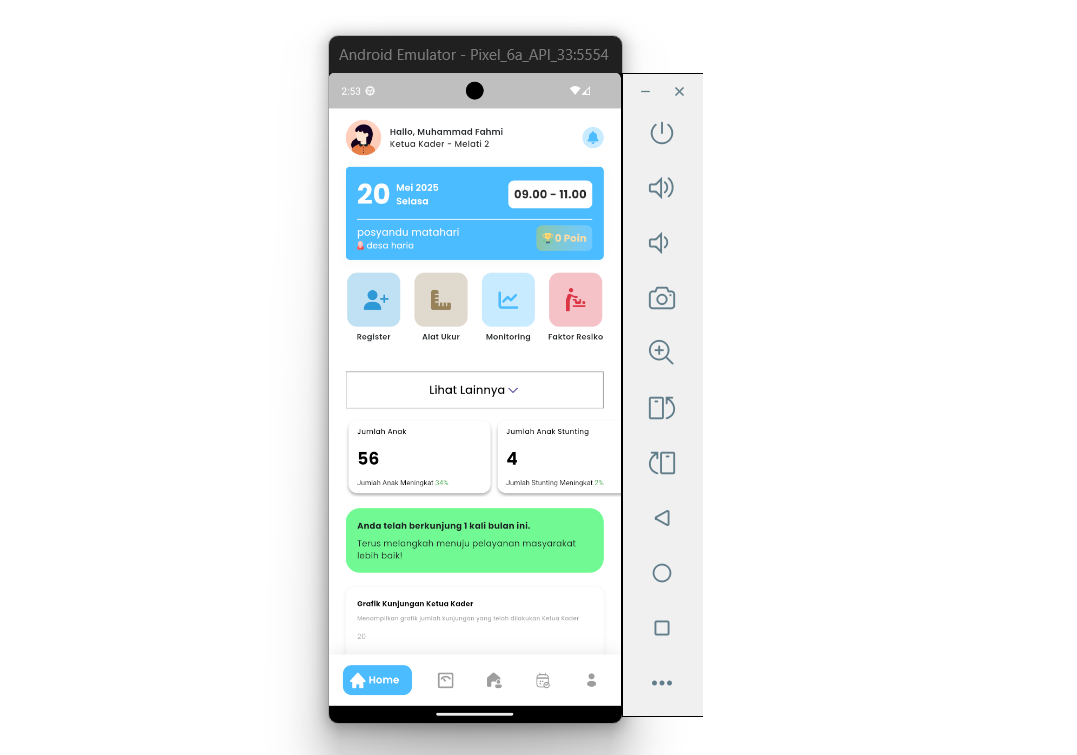 Android Emulator - Pixel_6a_API_33:5554
2:53
Hallo, Muhammad Fahmi
Ketua Kader - Melati 2
20
Mei 2025
Selasa
09.00 - 11.00
posyandu matahari
desa haria
0 Poin
Register
Alat Ukur
Monitoring
Faktor Resiko
Lihat Lainnya
Jumlah Anak
56
Jumlah Anak Meningkat 34%
Jumlah Anak Stunting
4
Jumlah Stunting Meningkat 2%
Anda telah berkunjung 1 kali bulan ini.
Terus melangkah menuju pelayanan masyarakat
lebih baik!
Grafik Kunjungan Ketua Kader
Menampilkan grafik jumlah kunjungan yang telah dilakukan Ketua Kader
20
Home